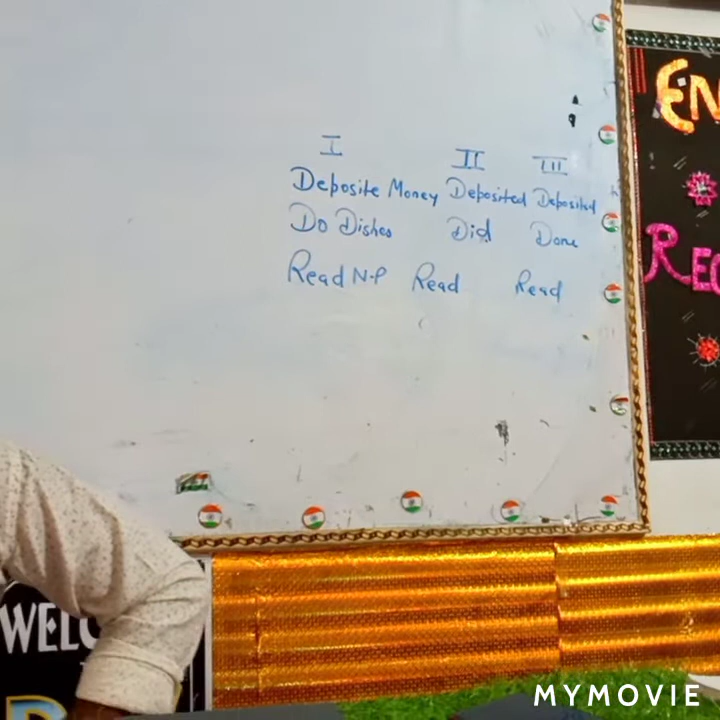 I II III
Deposite Money Deposited Deposited
Do Dishes Did Done
Read N.P Read Read
EN
REC
WELC
MYMOVIE